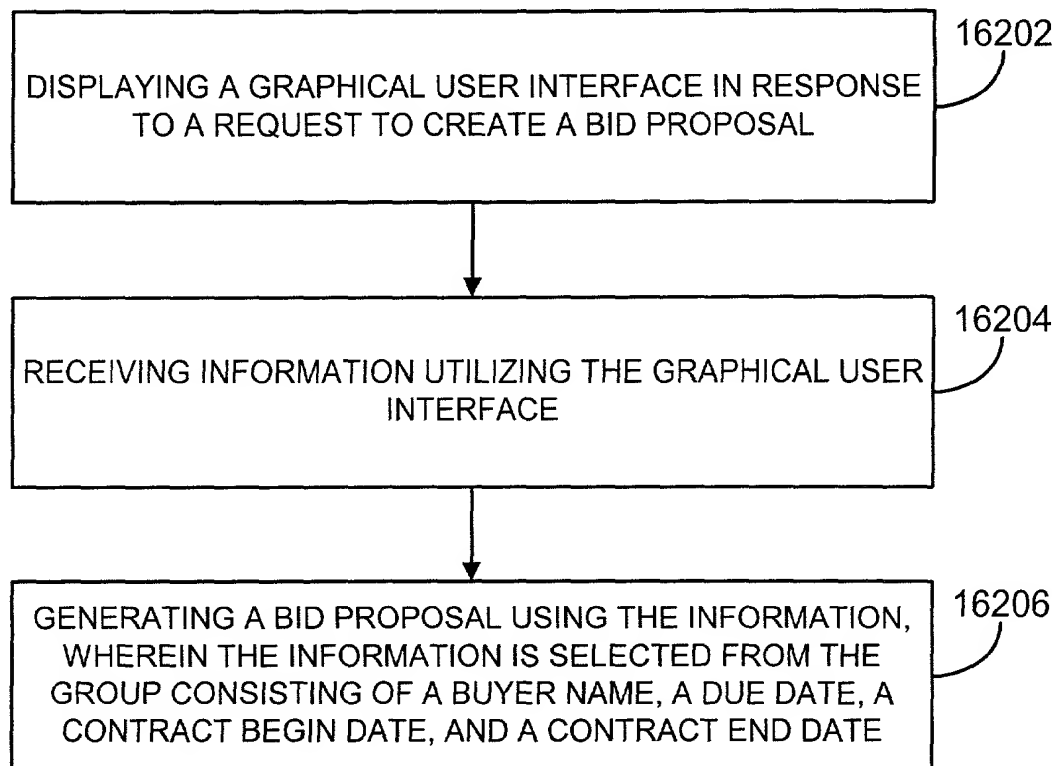 16202
DISPLAYING A GRAPHICAL USER INTERFACE IN RESPONSE
TO A REQUEST TO CREATE A BID PROPOSAL
16204
RECEIVING INFORMATION UTILIZING THE GRAPHICAL USER
INTERFACE
16206
GENERATING A BID PROPOSAL USING THE INFORMATION,
WHEREIN THE INFORMATION IS SELECTED FROM THE
GROUP CONSISTING OF A BUYER NAME, A DUE DATE, A
CONTRACT BEGIN DATE, AND A CONTRACT END DATE